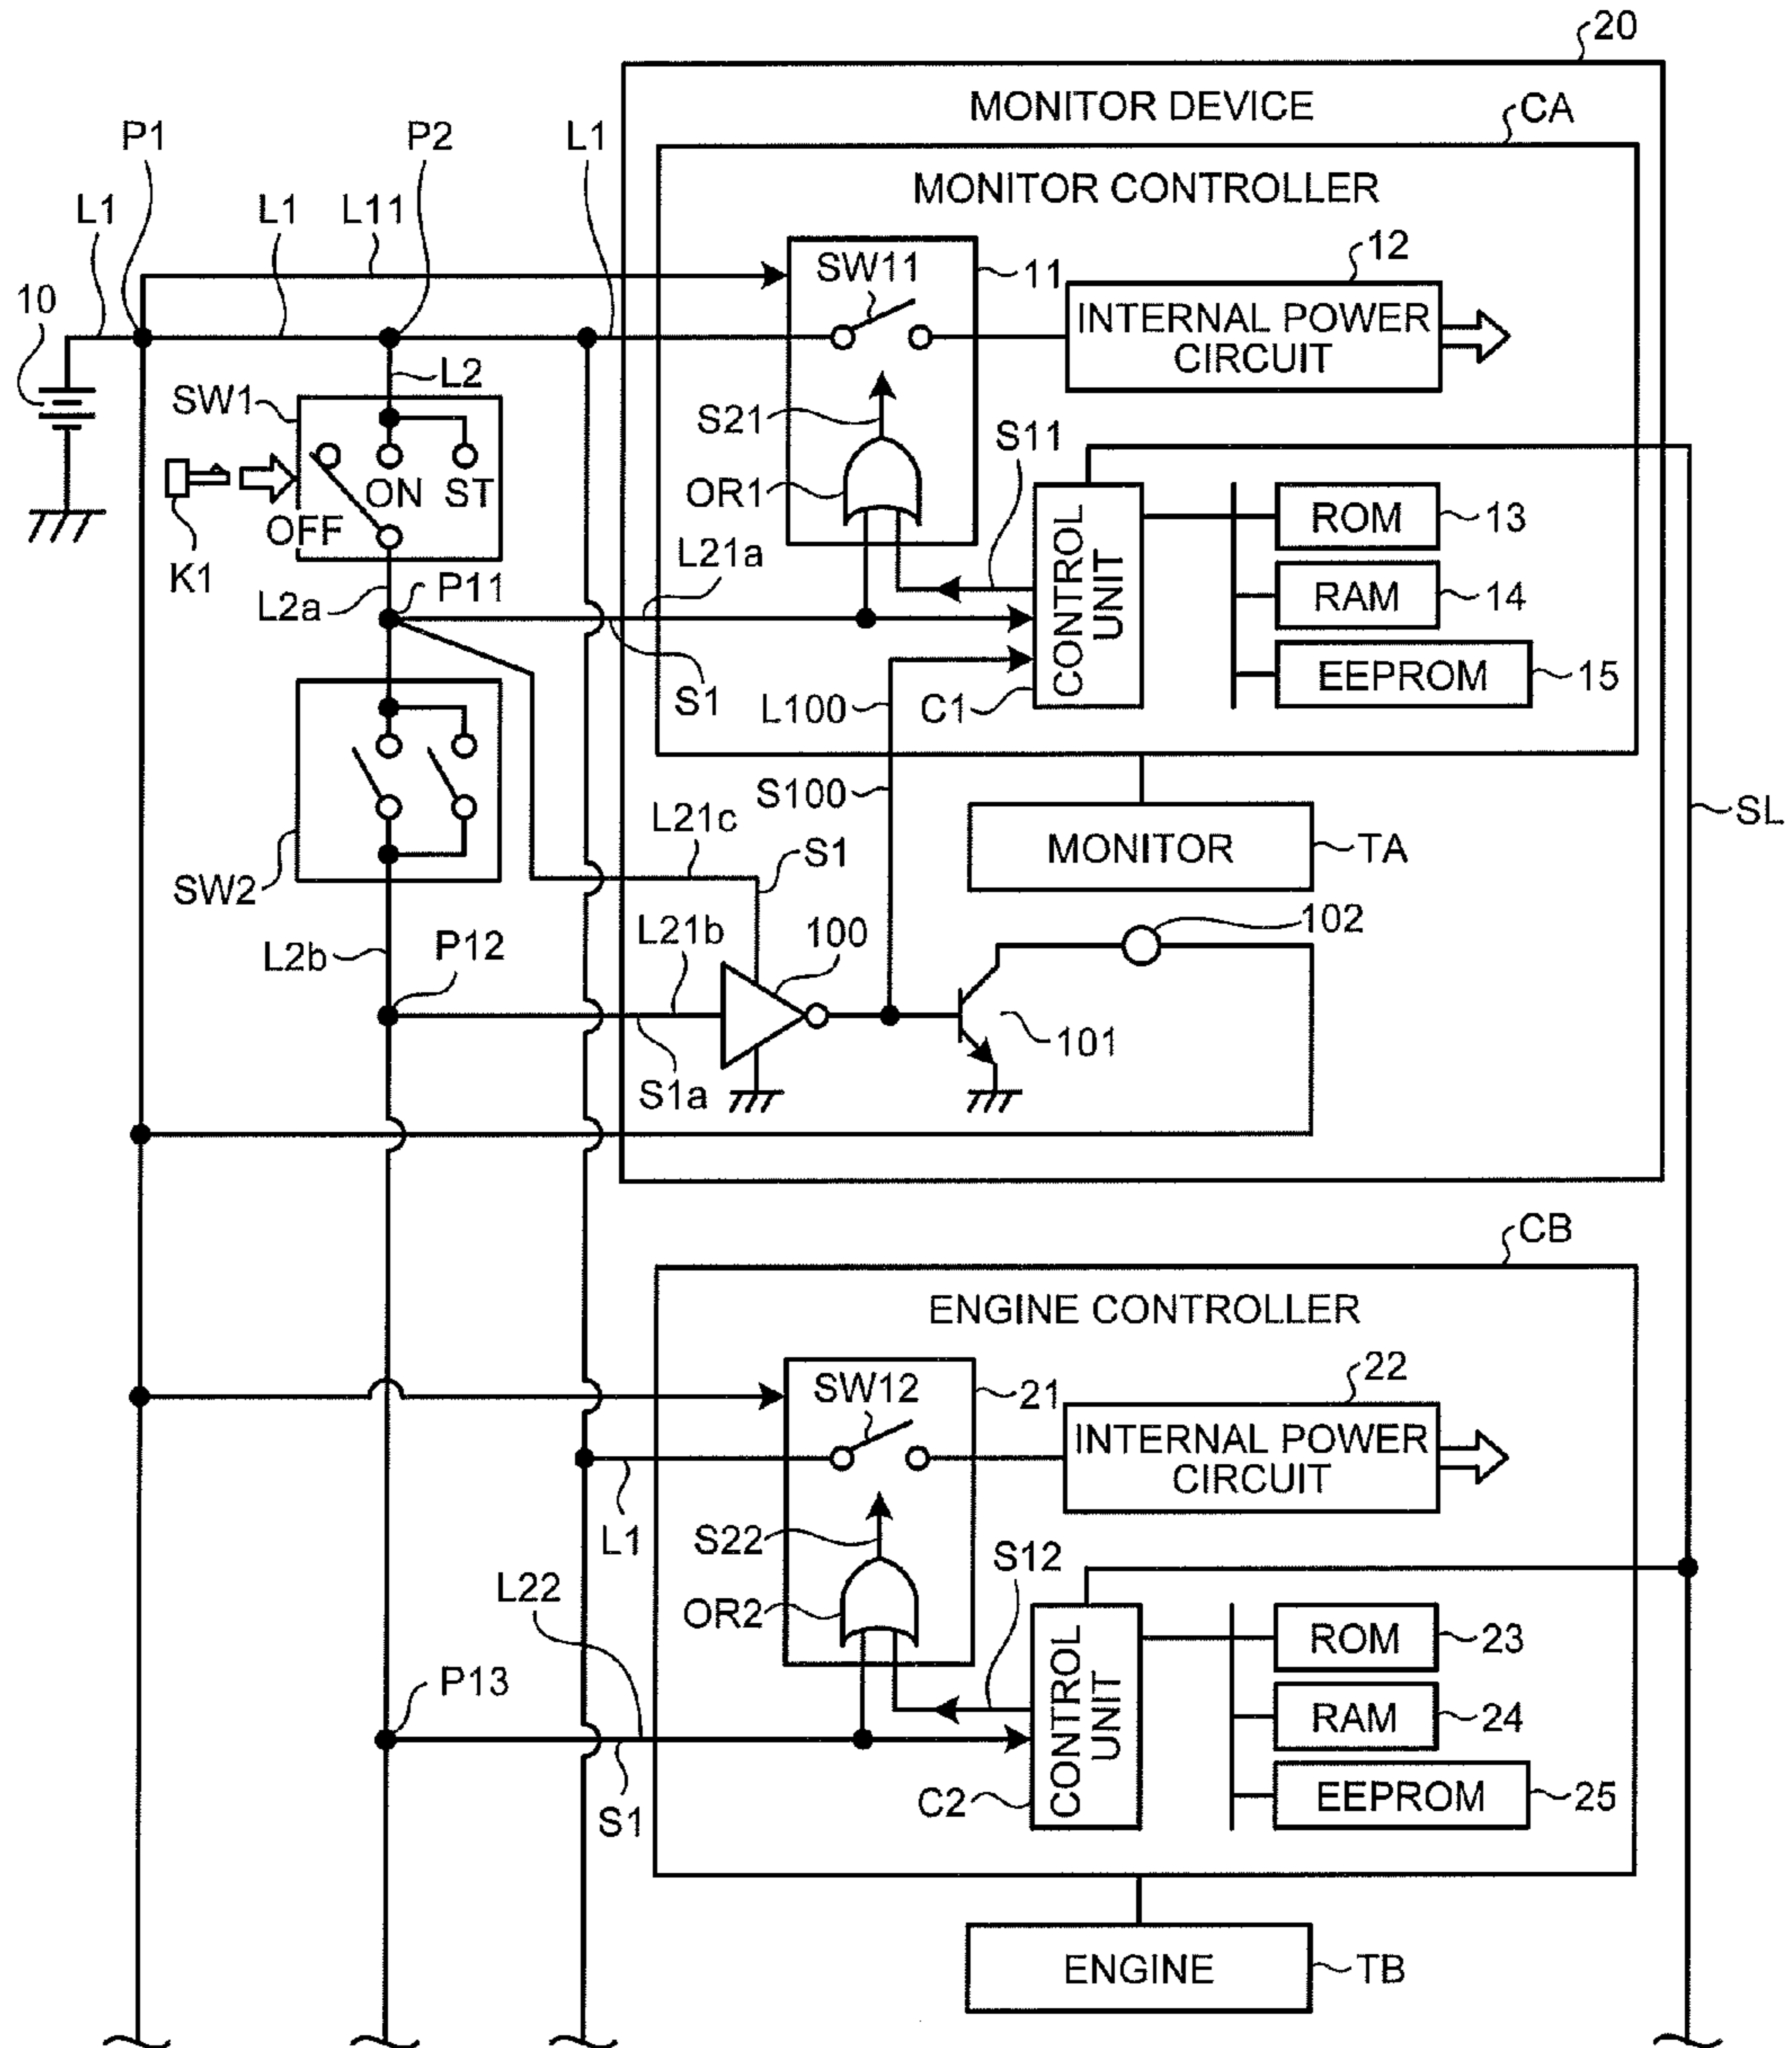 20
MONITOR DEVICE
CA
P1
P2
L1
MONITOR CONTROLLER
L1
L1
L11
12
SW11
11
10
INTERNAL POWER
CIRCUIT
L2
SW1
S21
S11
ON
ST
OR1
ROM
13
OFF
K1
L21a
CONTROL
UNIT
L2a
P11
RAM
14
EEPROM
15
S1
L100
C1
S100
SL
L21c
S1
MONITOR
TA
SW2
102
L21b
100
L2b
P12
101
S1a
CB
ENGINE CONTROLLER
22
SW12
21
INTERNAL POWER
CIRCUIT
L1
S22
S12
L22
OR2
ROM
23
CONTROL
UNIT
P13
RAM
24
C2
EEPROM
25
S1
ENGINE
TB